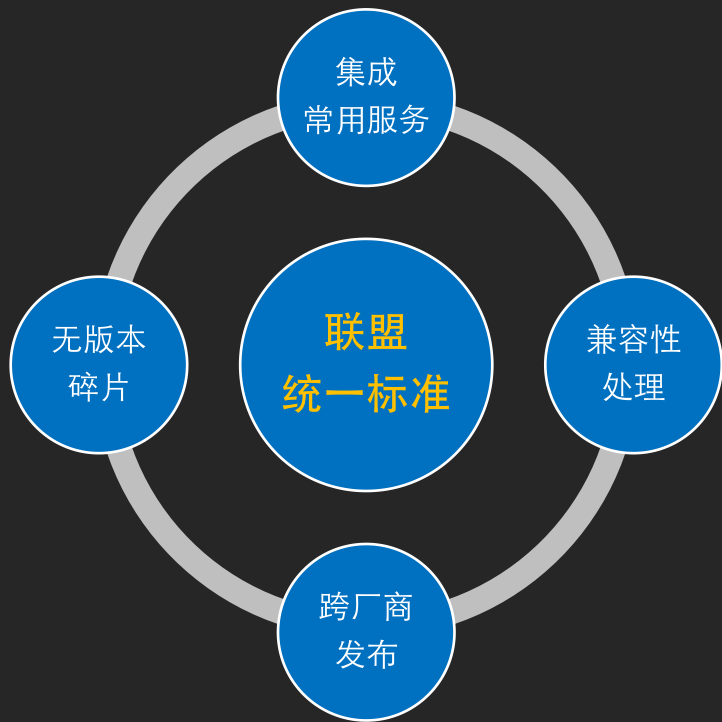 集成
常用服务
无版本
碎片
联盟
统一标准
兼容性
处理
跨厂商
发布